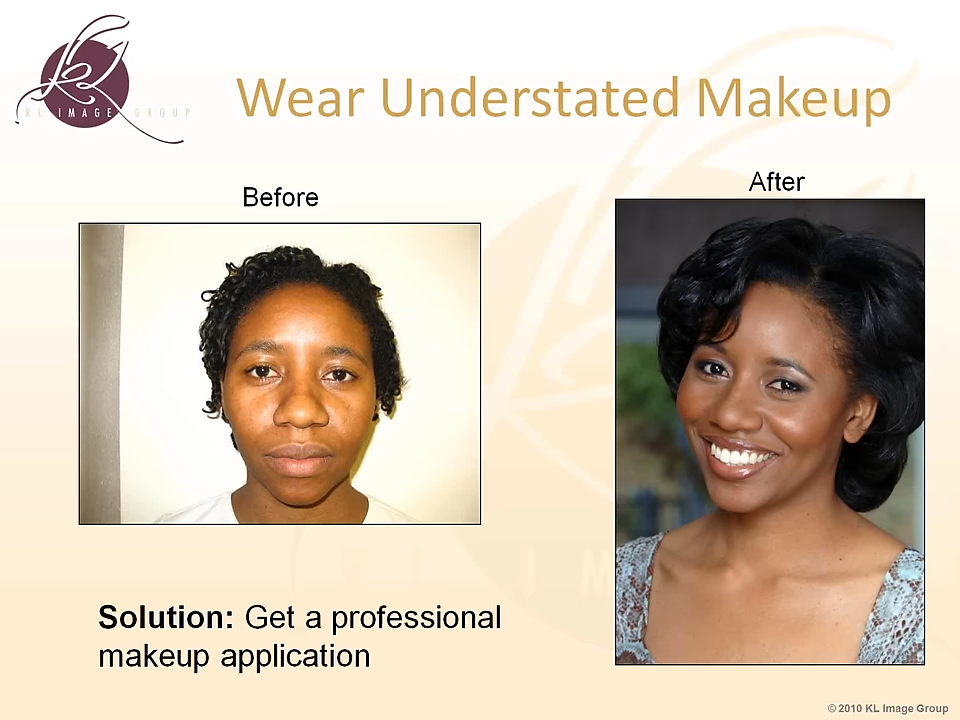 KL IMAGE GROUP
Wear Understated Makeup
Before
After
Solution: Get a professional
makeup application
© 2010 KL Image Group